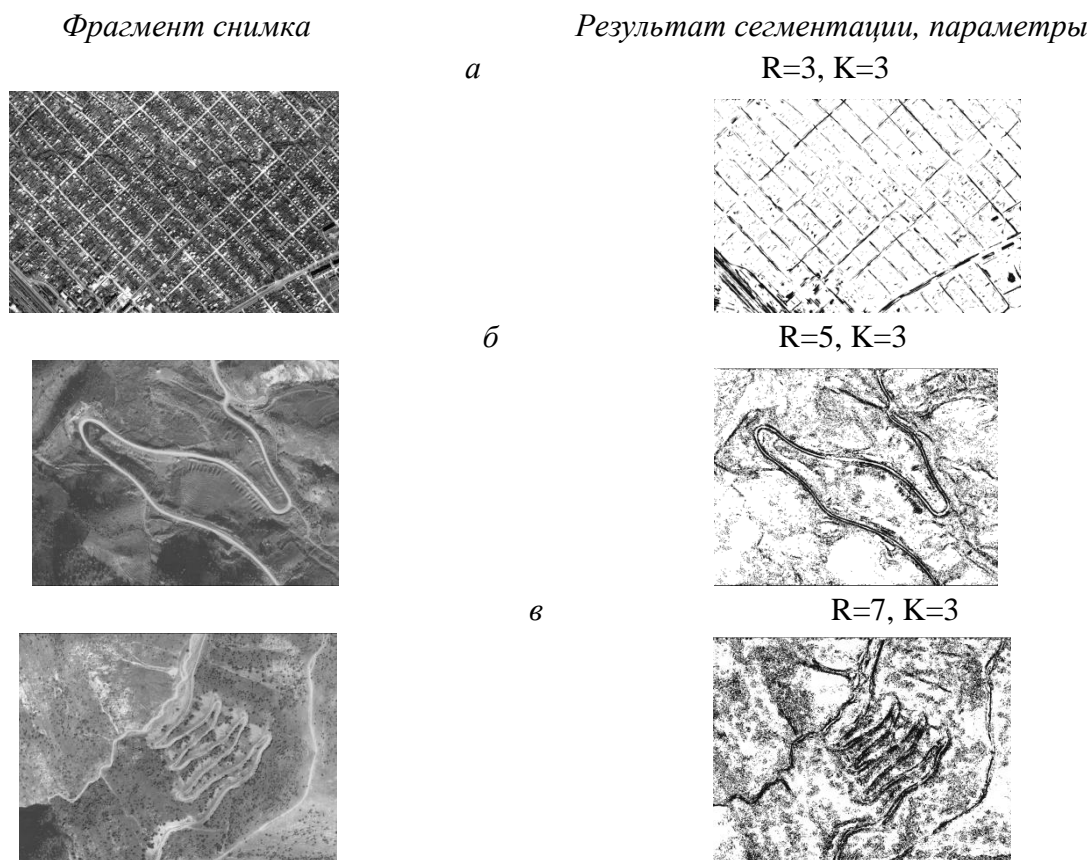 Фрагмент снимка Результат сегментации, параметры
а R=3, K=3
б R=5, K=3
в R=7, K=3